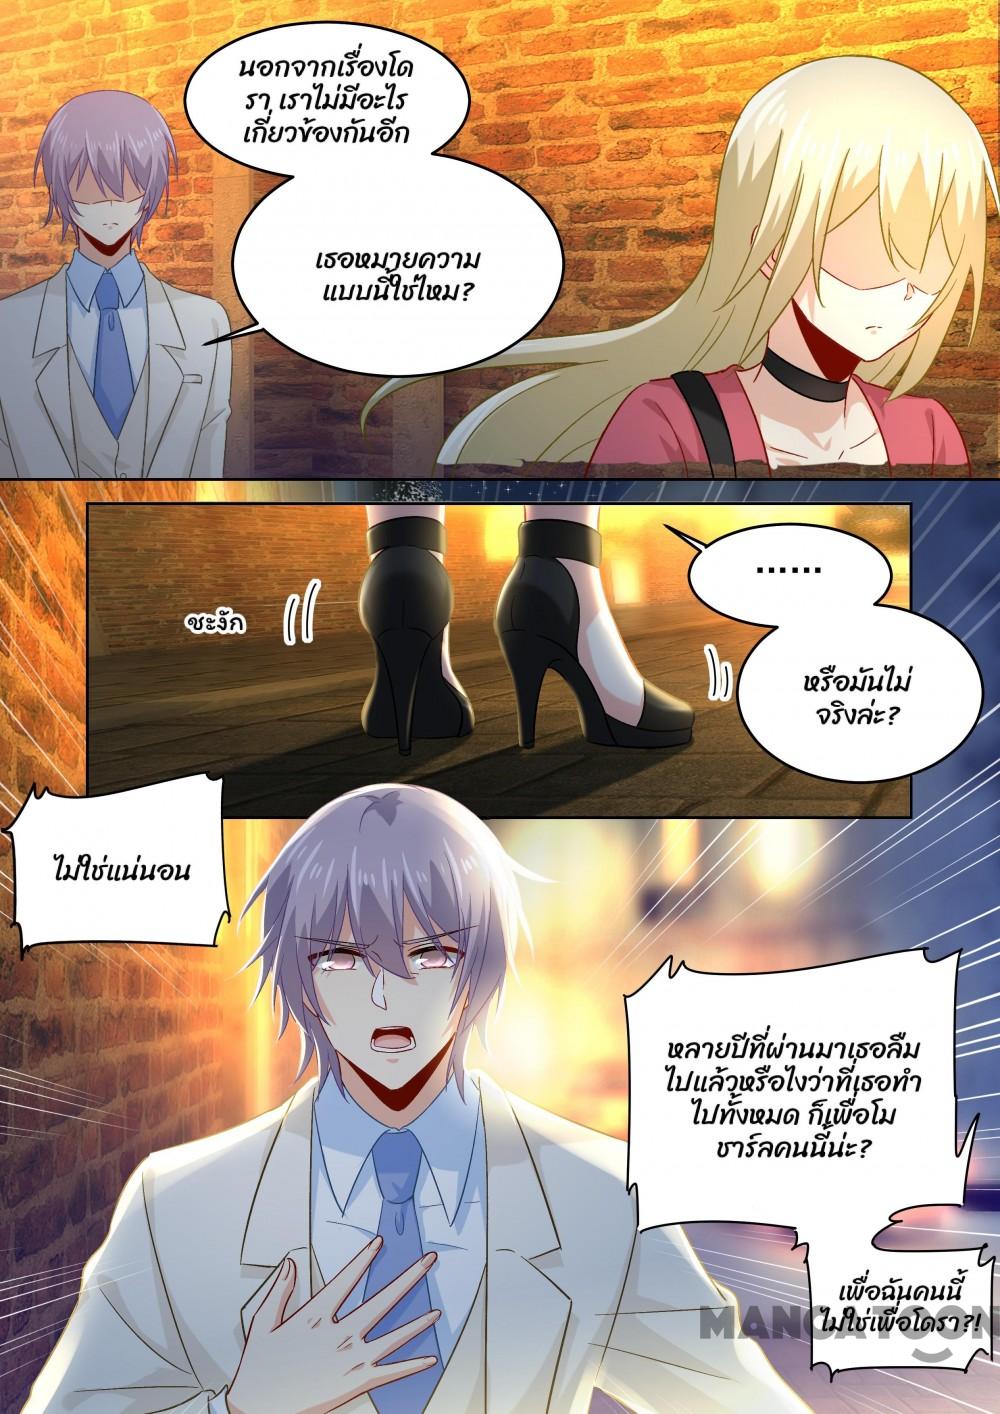 นอกจากเรื่องโด
รา เราไม่มีอะไร
เกี่ยวข้องกันอีก
เธอหมายความ
แบบนี้ใช่ไหม?
......
ชะงัก
หรือมันไม่
จริงล่ะ?
ไม่ใช่แน่นอน
หลายปีที่ผ่านมาเธอลืม
ไปแล้วหรือไงว่าที่เธอทำ
ไปทั้งหมด ก็เพื่อโม
ชาร์ลคนนี้น่ะ?
เพื่อฉันคนนี้
ไม่ใช่เพื่อโดรา?!
MANGATOON